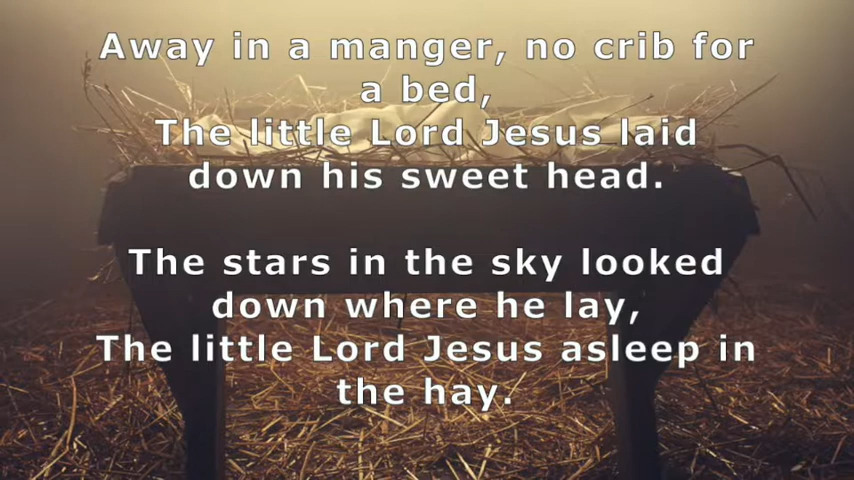 Away in a manger, no crib for
a bed,
The little Lord Jesus laid
down his sweet head.
The stars in the sky looked
down where he lay,
The little Lord Jesus asleep in
the hay.